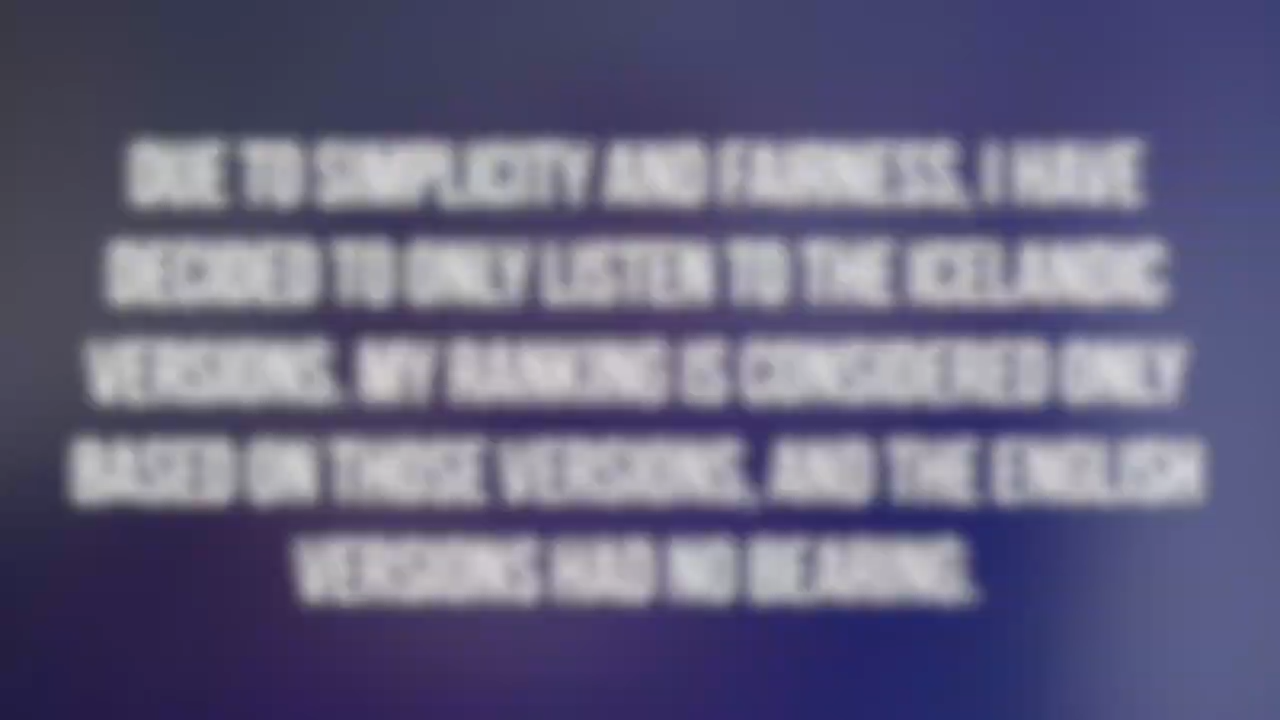 DUE TO SIMPLICITY AND FAIRNESS, I HAVE
DECIDED TO ONLY LISTEN TO THE ICELANDIC
VERSIONS. MY RANKING IS CONSIDERED ONLY
BASED ON THOSE VERSIONS, AND THE ENGLISH
VERSIONS HAD NO BEARING.